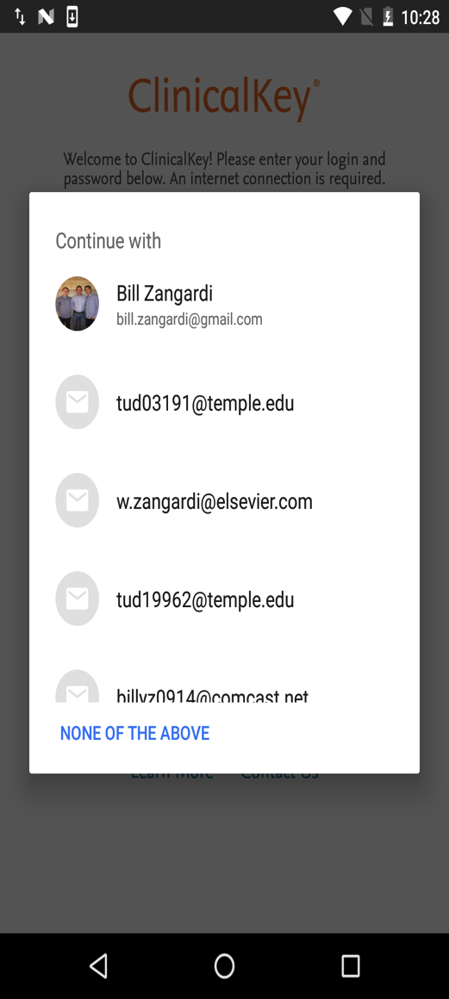 10:28
ClinicalKey®
Welcome to ClinicalKey! Please enter your login and
password below. An internet connection is required.
Continue with
Bill Zangardi
bill.zangardi@gmail.com
tud03191@temple.edu
w.zangardi@elsevier.com
tud19962@temple.edu
billyz0914@comcast.net
NONE OF THE ABOVE
Learn More Contact Us